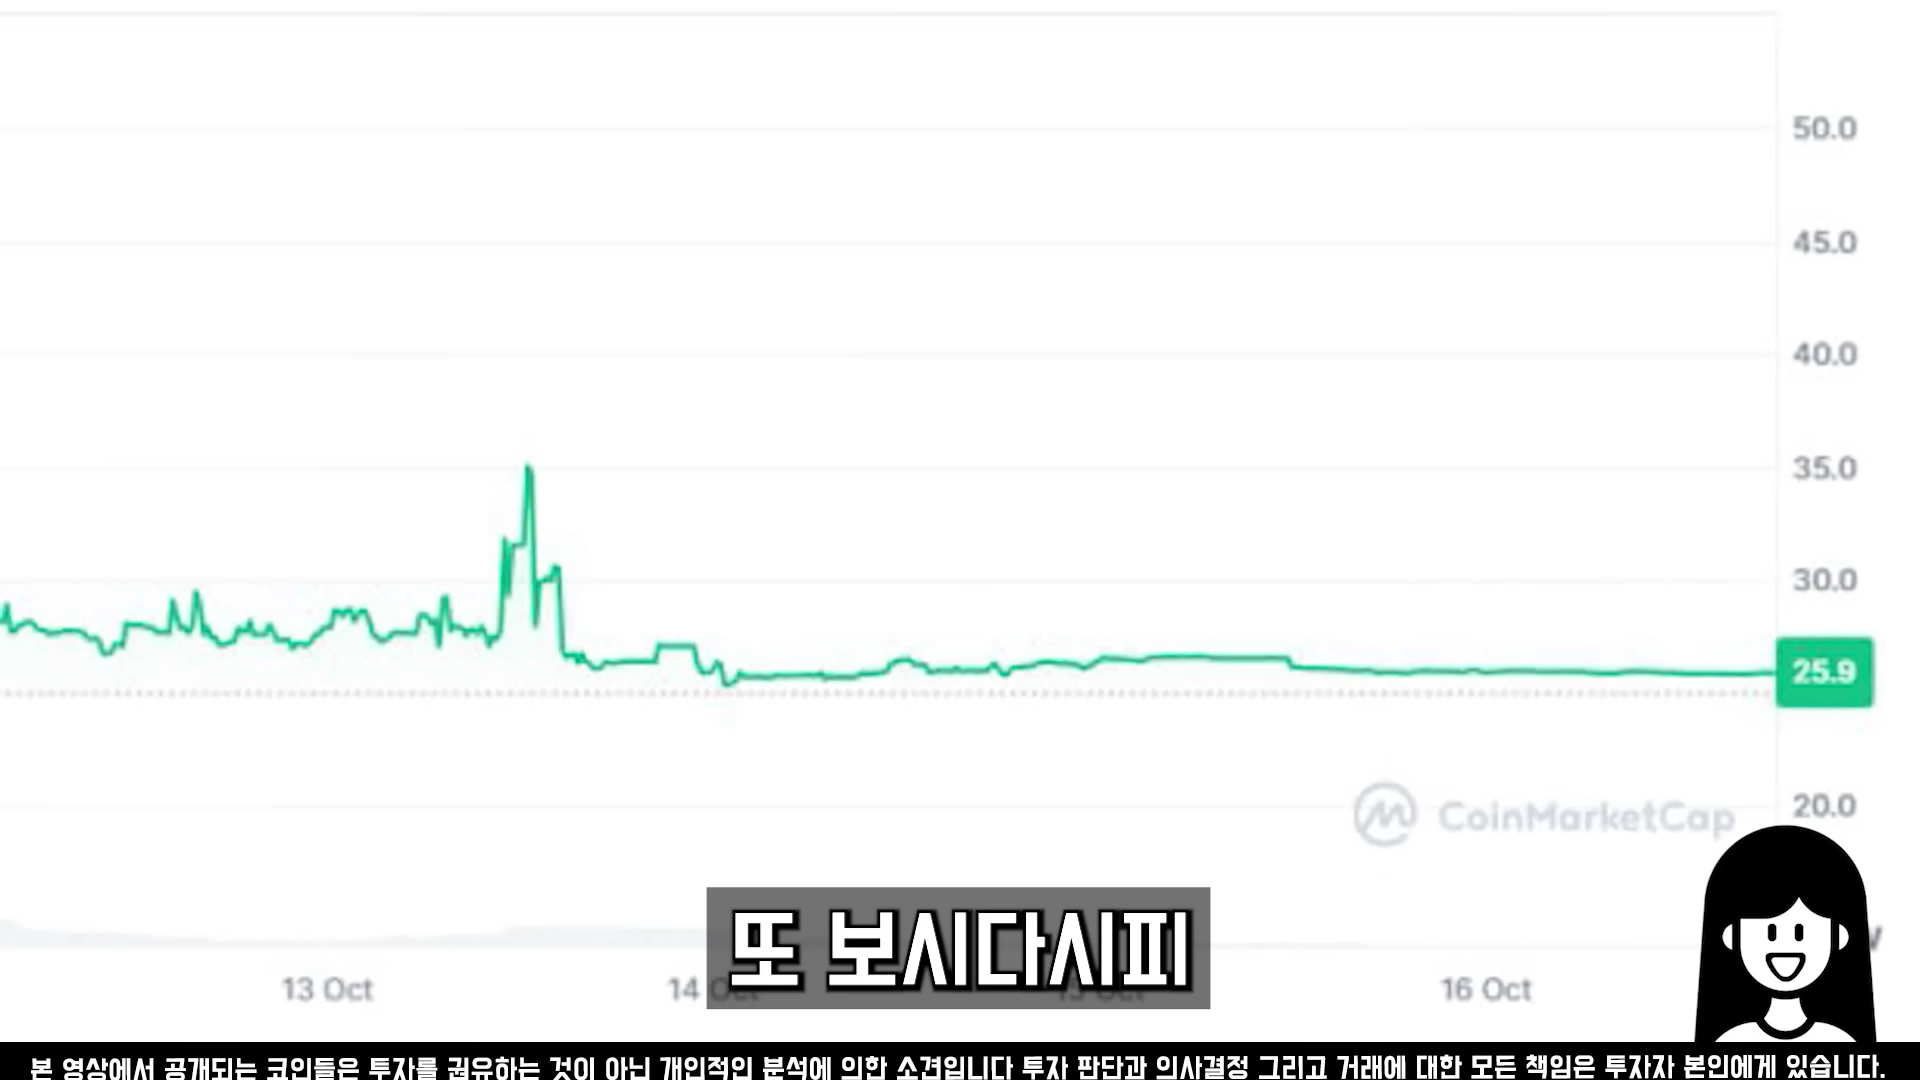 50.0
45.0
40.0
35.0
30.0
25.9
20.0
CoinMarketCap
또 보시다시피
13 Oct
14 Oct
15 Oct
16 Oct
본 영상에서 공개되는 코인들은 투자를 권유하는 것이 아닌 개인적인 분석에 의한 소견입니다 투자 판단과 의사결정 그리고 거래에 대한 모든 책임은 투자자 본인에게 있습니다.